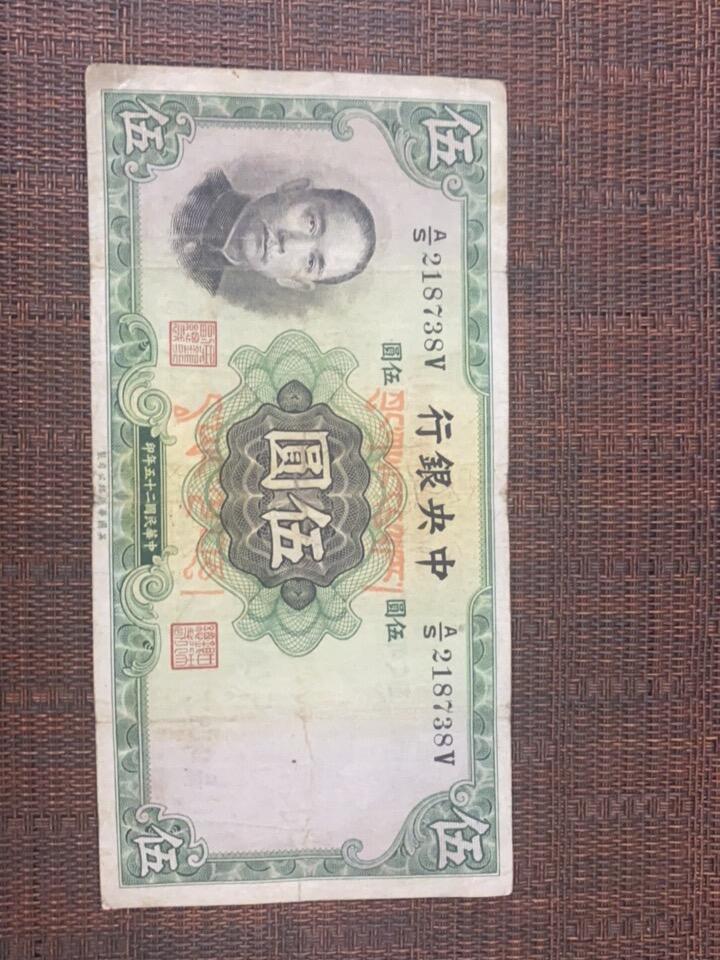 伍 伍
A/S 218738V
中央銀行
A/S 218738V
伍圓 伍圓
伍圓
中華民國二十五年印
伍 伍